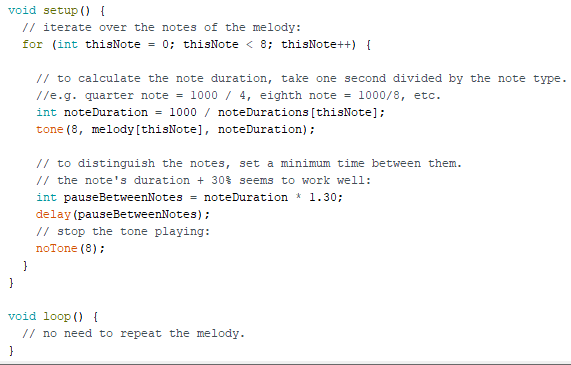 void setup() {
  // iterate over the notes of the melody:
  for (int thisNote = 0; thisNote < 8; thisNote++) {

    // to calculate the note duration, take one second divided by the note type.
    //e.g. quarter note = 1000 / 4, eighth note = 1000/8, etc.
    int noteDuration = 1000 / noteDurations[thisNote];
    tone(8, melody[thisNote], noteDuration);

    // to distinguish the notes, set a minimum time between them.
    // the note's duration + 30% seems to work well:
    int pauseBetweenNotes = noteDuration * 1.30;
    delay(pauseBetweenNotes);
    // stop the tone playing:
    noTone(8);
  }
}

void loop() {
  // no need to repeat the melody.
}